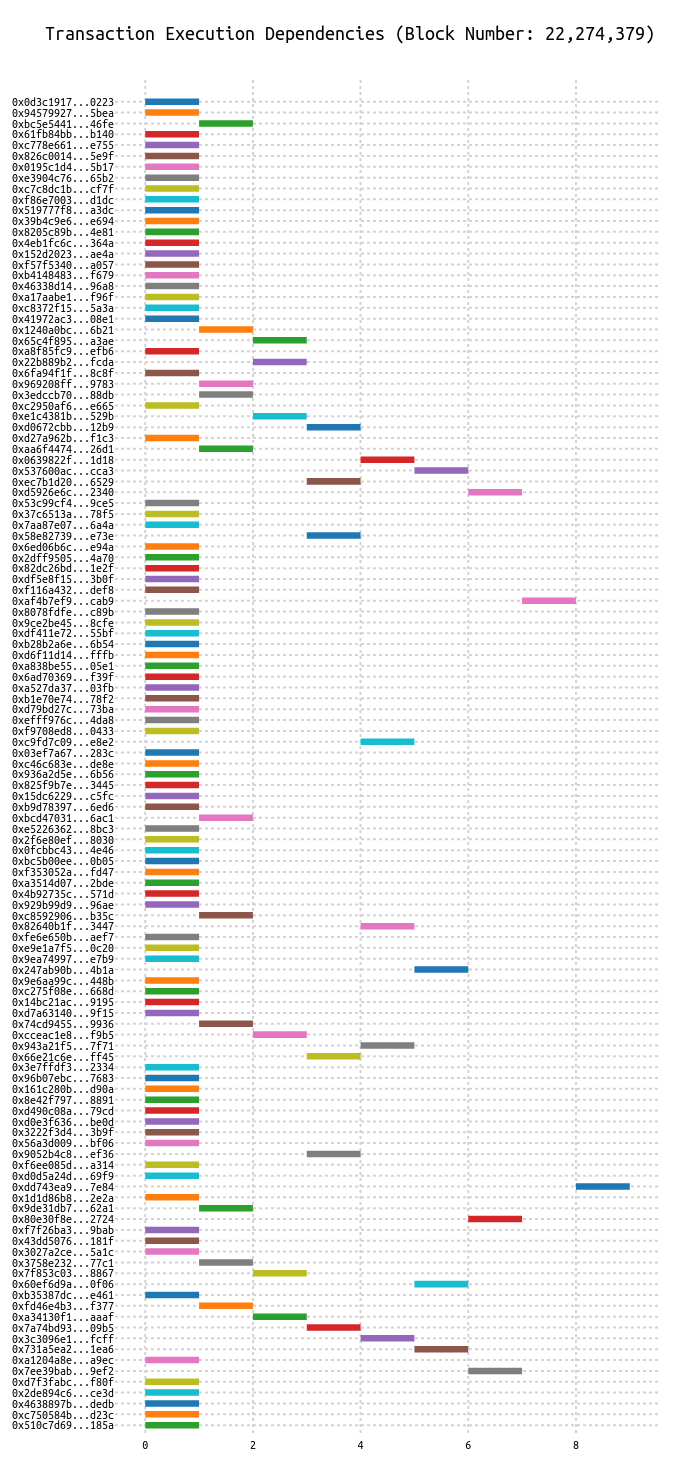 Transaction Execution Dependencies (Block Number: 22,274,379)
0x0d3c1917...0223
0x94579927...5bea
0xbc5e5441...46fe
0x61fb84bb...b140
0xc778e661...e755
0x826c0014...5e9f
0x0195c1d4...5b17
0xe3904c76...65b2
0xc7c8dc1b...cf7f
0xf86e7003...d1dc
0x519777f8...a3dc
0x39b4c9e6...e694
0x8205c89b...4e81
0x4eb1fc6c...364a
0x152d2023...ae4a
0xf57f5340...a057
0xb4148483...f679
0x46338d14...96a8
0xa17aabe1...f96f
0xc8372f15...5a3a
0x41972ac3...08e1
0x1240a0bc...6b21
0x65c4f895...a3ae
0xa8f85fc9...efb6
0x22b889b2...fcda
0x6fa94f1f...8c8f
0x969208ff...9783
0x3edccb70...88db
0xc2950af6...e665
0xe1c4381b...529b
0xd0672cbb...12b9
0xd27a962b...f1c3
0xaa6f4474...26d1
0x0639822f...1d18
0x537600ac...cca3
0xec7b1d20...6529
0xd5926e6c...2340
0x53c99cf4...9ce5
0x37c6513a...78f5
0x7aa87e07...6a4a
0x58e82739...e73e
0x6ed06b6c...e94a
0x2dff9505...4a70
0x82dc26bd...1e2f
0xdf5e8f15...3b0f
0xf116a432...def8
0xaf4b7ef9...cab9
0x8078fdfe...c89b
0x9ce2be45...8cfe
0xdf411e72...55bf
0xb28b2a6e...6b54
0xd6f11d14...fffb
0xa838be55...05e1
0x6ad70369...f39f
0xa527da37...03fb
0xb1e70e74...78f2
0xd79bd27c...73ba
0xefff976c...4da8
0xf9708ed8...0433
0xc9fd7c09...e8e2
0x03ef7a67...283c
0xc46c683e...de8e
0x936a2d5e...6b56
0x825f9b7e...3445
0x15dc6229...c5fc
0xb9d78397...6ed6
0xbcd47031...6ac1
0xe5226362...8bc3
0x2f6e80ef...8030
0x0fcbbc43...4e46
0xbc5b00ee...0b05
0xf353052a...fd47
0xa3514d07...2bde
0x4b92735c...571d
0x929b99d9...96ae
0xc8592906...b35c
0x82640b1f...3447
0xfe6e650b...aef7
0xe9e1a7f5...0c20
0x9ea74997...e7b9
0x247ab90b...4b1a
0x9e6aa99c...448b
0xc275f08e...668d
0x14bc21ac...9195
0xd7a63140...9f15
0x74cd9455...9936
0xcceac1e8...f9b5
0x943a21f5...7f71
0x66e21c6e...ff45
0x3e7ffdf3...2334
0x96b07ebc...7683
0x161c280b...d90a
0x8e42f797...8891
0xd490c08a...79cd
0xd0e3f636...be0d
0x3222f3d4...3b9f
0x56a3d009...bf06
0x9052b4c8...ef36
0xf6ee085d...a314
0xd0d5a24d...69f9
0xdd743ea9...7e84
0x1d1d86b8...2e2a
0x9de31db7...62a1
0x80e30f8e...2724
0xf7f26ba3...9bab
0x43dd5076...181f
0x3027a2ce...5a1c
0x3758e232...77c1
0x7f853c03...8867
0x60ef6d9a...0f06
0xb35387dc...e461
0xfd46e4b3...f377
0xa34130f1...aaaf
0x7a74bd93...09b5
0x3c3096e1...fcff
0x731a5ea2...1ea6
0xa1204a8e...a9ec
0x7ee39bab...9ef2
0xd7f3fabc...f80f
0x2de894c6...ce3d
0x4638897b...dedb
0xc750584b...d23c
0x510c7d69...185a
0 2 4 6 8